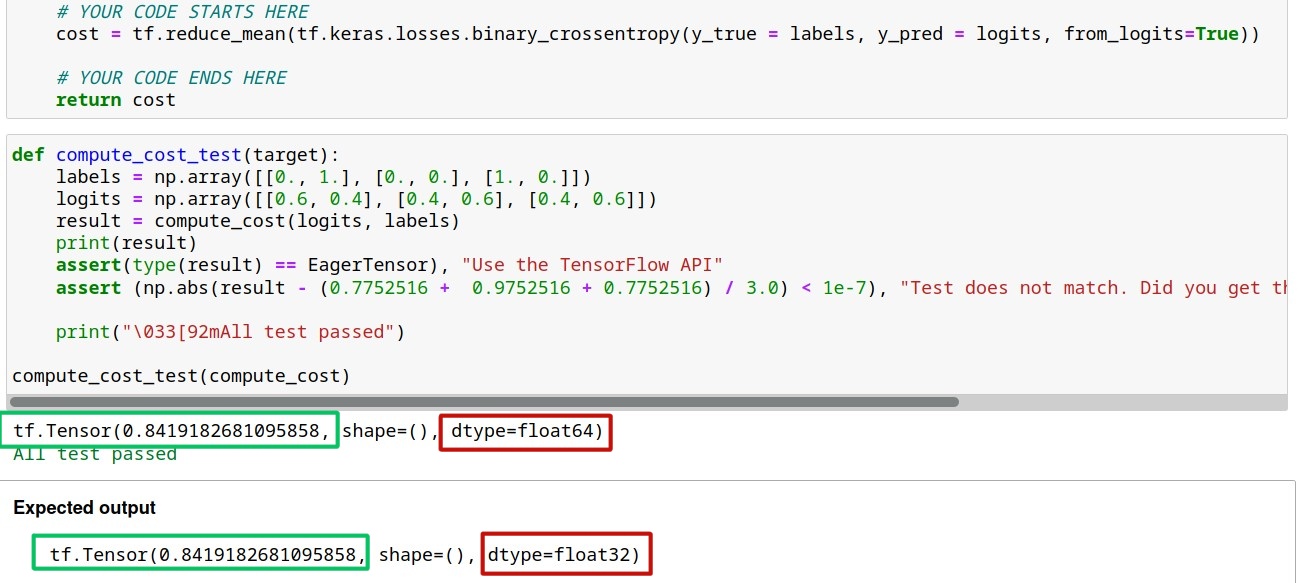 # YOUR CODE STARTS HERE
cost = tf.reduce_mean(tf.keras.losses.binary_crossentropy(y_true = labels, y_pred = logits, from_logits=True))
# YOUR CODE ENDS HERE
return cost
def compute_cost_test(target):
labels = np.array([[0., 1.], [0., 0.], [1., 0.]])
logits = np.array([[0.6, 0.4], [0.4, 0.6], [0.4, 0.6]])
result = compute_cost(logits, labels)
print(result)
assert(type(result) == EagerTensor), "Use the TensorFlow API"
assert (np.abs(result - (0.7752516 +  0.9752516 + 0.7752516) / 3.0) < 1e-7), "Test does not match. Did you get
print("\033[92mAll test passed")
compute_cost_test(compute_cost)
tf.Tensor(0.8419182681095858, shape=(), dtype=float64)
All test passed
Expected output
tf.Tensor(0.8419182681095858, shape=(), dtype=float32)